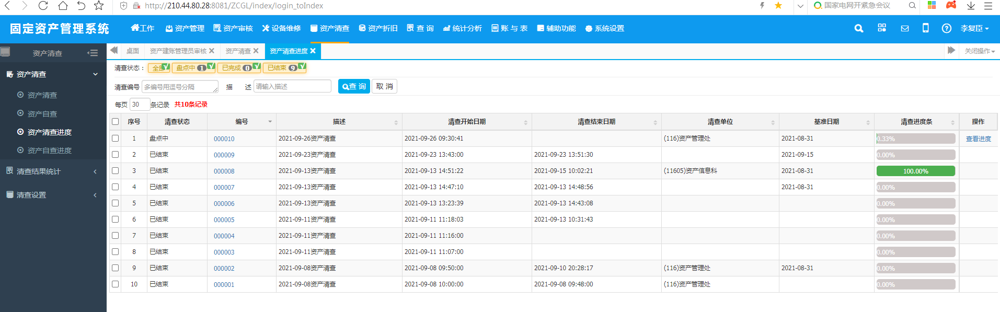 http://210.44.80.28:8081/ZCGL/index/login_toIndex
国家电网开紧急会议
固定资产管理系统
工作 资产管理 资产审核 设备维修 资产清查 资产折旧 查 询 统计分析 账 与 表 辅助功能 系统设置
李复臣
资产清查
桌面 资产建账管理员审核 资产清查 资产清查进度 关闭操作
资产清查
资产清查
资产自查
资产清查进度
资产自查进度
清查结果统计
清查设置
清查状态： 全部 盘点中 1 已完成 0 已结束 9
清查编号 多编号用逗号分隔 描 述 请输入描述 查 询 取 消
每页 30 条记录 共10条记录
序号 清查状态 编号 描述 清查开始日期 清查结束日期 清查单位 基准日期 清查进度条 操作
1 盘点中 000010 2021-09-26资产清查 2021-09-26 09:30:41 (116)资产管理处 2021-08-31 0.33% 查看进度
2 已结束 000009 2021-09-23资产清查 2021-09-23 13:43:00 2021-09-23 13:51:30 2021-09-15 0.00%
3 已结束 000008 2021-09-13资产清查 2021-09-13 14:51:22 2021-09-15 10:02:21 (11605)资产信息科 2021-08-31 100.00%
4 已结束 000007 2021-09-13资产清查 2021-09-13 14:47:10 2021-09-13 14:48:56 2021-08-31 0.00%
5 已结束 000006 2021-09-13资产清查 2021-09-13 13:23:39 2021-09-13 14:43:08 0.00%
6 已结束 000005 2021-09-11资产清查 2021-09-11 11:18:03 2021-09-13 10:31:43 0.00%
7 已结束 000004 2021-09-11资产清查 2021-09-11 11:16:00 0.00%
8 已结束 000003 2021-09-11资产清查 2021-09-11 11:07:00 0.00%
9 已结束 000002 2021-09-08资产清查 2021-09-08 09:50:00 2021-09-10 20:28:17 (116)资产管理处 2021-08-31 0.00%
10 已结束 000001 2021-09-08资产清查 2021-09-08 10:00:00 2021-09-08 09:48:00 (116)资产管理处 0.00%